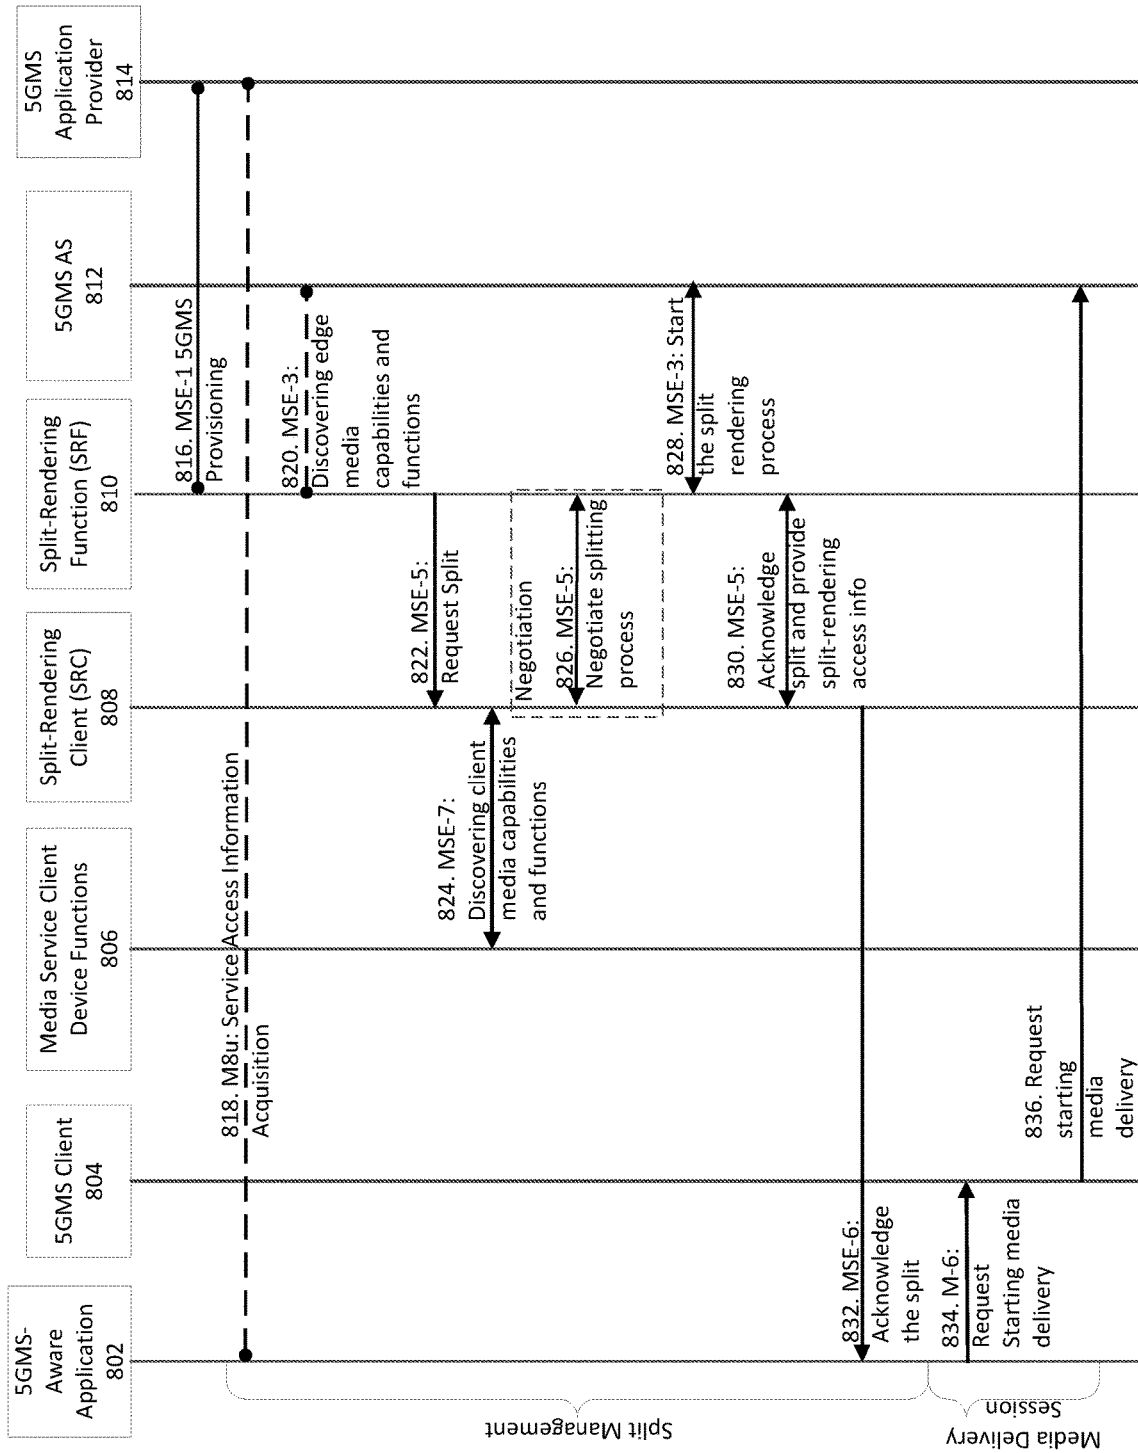 5GMS-
Aware
Application
802
5GMS Client
804
Media Service Client
Device Functions
806
Split-Rendering
Client (SRC)
808
Split-Rendering
Function (SRF)
810
5GMS AS
812
5GMS
Application
Provider
814
816. MSE-1 5GMS
Provisioning
818. M8u: Service Access Information
Acquisition
820. MSE-3:
Discovering edge
media
capabilities and
functions
822. MSE-5:
Request Split
824. MSE-7:
Discovering client
media capabilities
and functions
Negotiation
826. MSE-5:
Negotiate splitting
process
828. MSE-3: Start
the split
rendering
process
830. MSE-5:
Acknowledge
split and provide
split-rendering
access info
832. MSE-6:
Acknowledge
the split
834. M-6:
Request
Starting media
delivery
836. Request
starting
media
delivery
Split Management
Media Delivery
Session